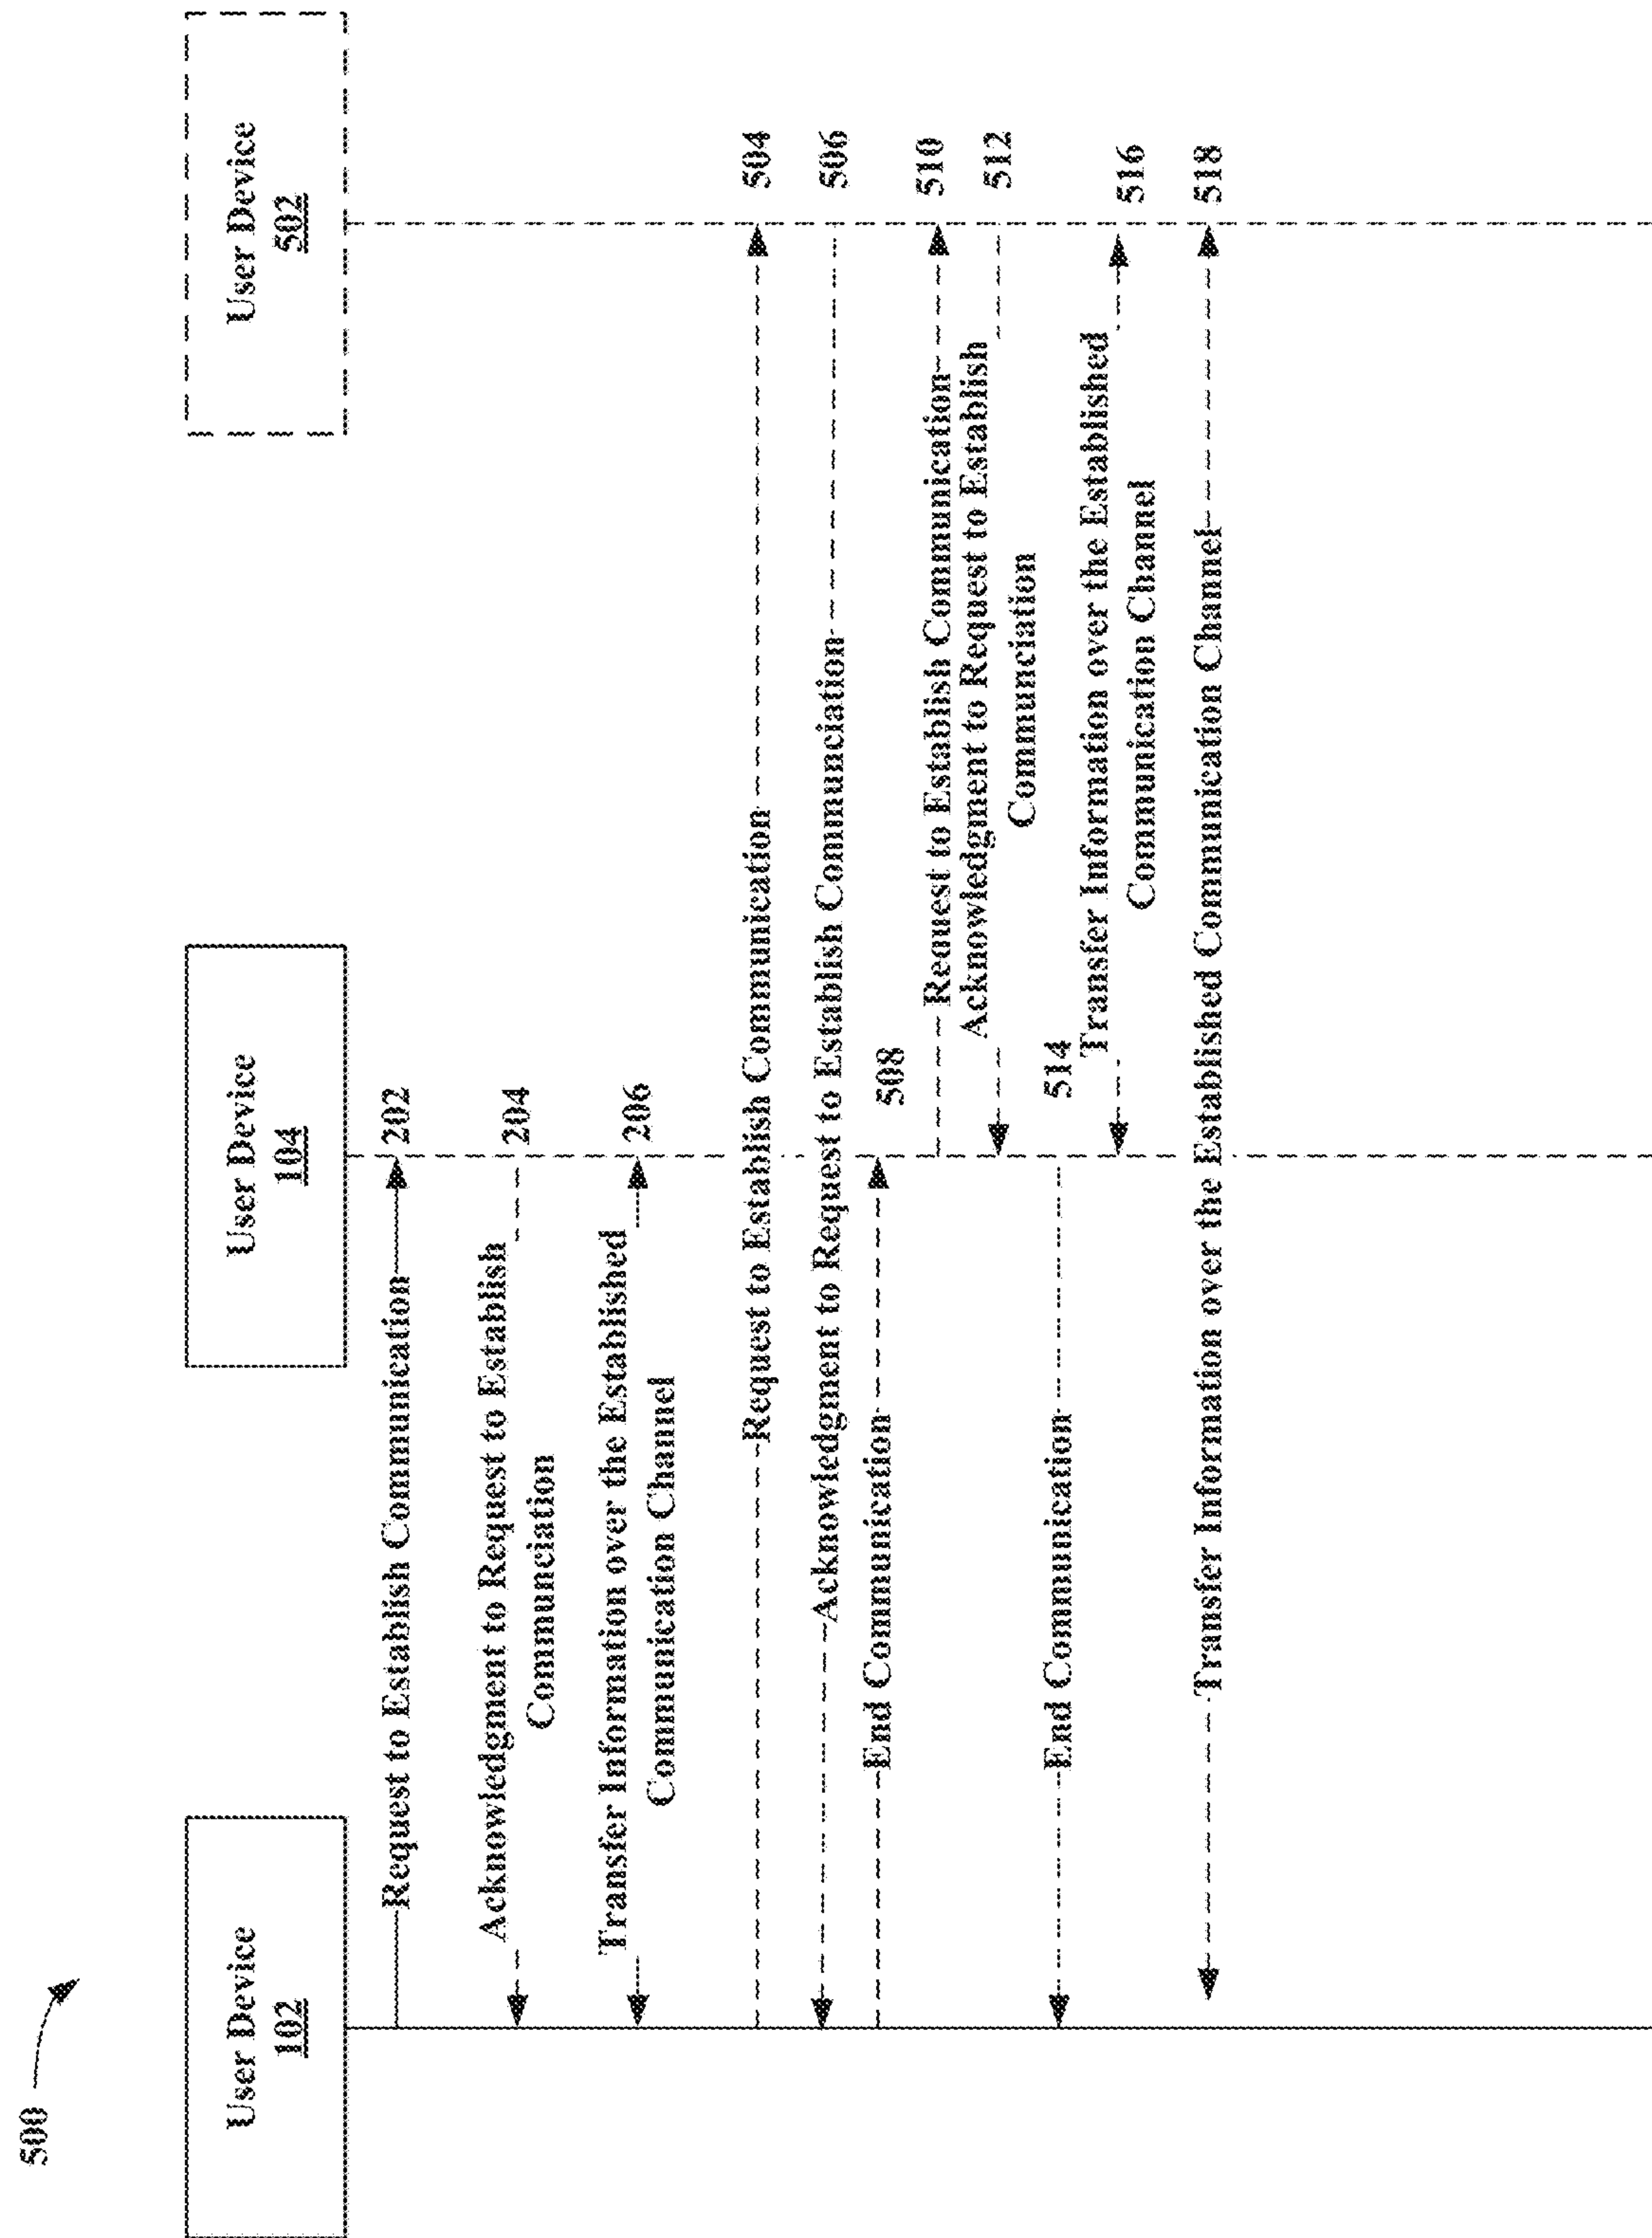 500
User Device
102
User Device
104
User Device
502
Request to Establish Communication
202
Acknowledgment to Request to Establish
Communciation
204
Transfer Information over the Established
Communication Channel
206
Request to Establish Communication
504
Acknowledgment to Request to Establish Communciation
506
End Communication
508
Request to Establish Communication
510
Acknowledgment to Request to Establish
Communciation
512
End Communication
514
Transfer Information over the Established
Communication Channel
516
Transfer Information over the Established Communication Channel
518